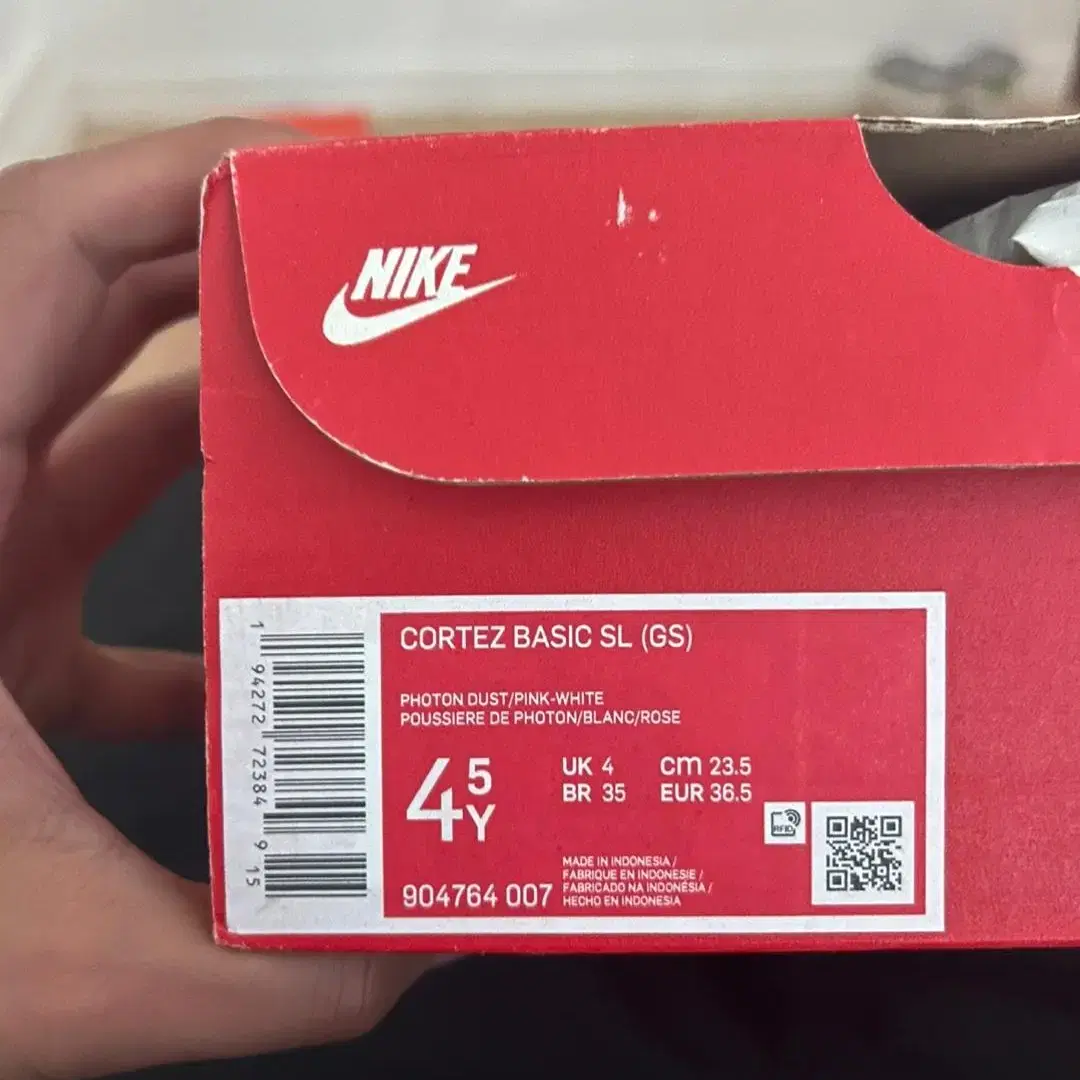 NIKE
CORTEZ BASIC SL (GS)
PHOTON DUST/PINK-WHITE
POUSSIERE DE PHOTON/BLANC/ROSE
4 5 Y
UK 4 cm 23.5
BR 35 EUR 36.5
RFID
904764 007
MADE IN INDONESIA /
FABRIQUE EN INDONESIE /
FABRICADO NA INDONÉSIA /
HECHO EN INDONESIA
1 94272 72384 9 15